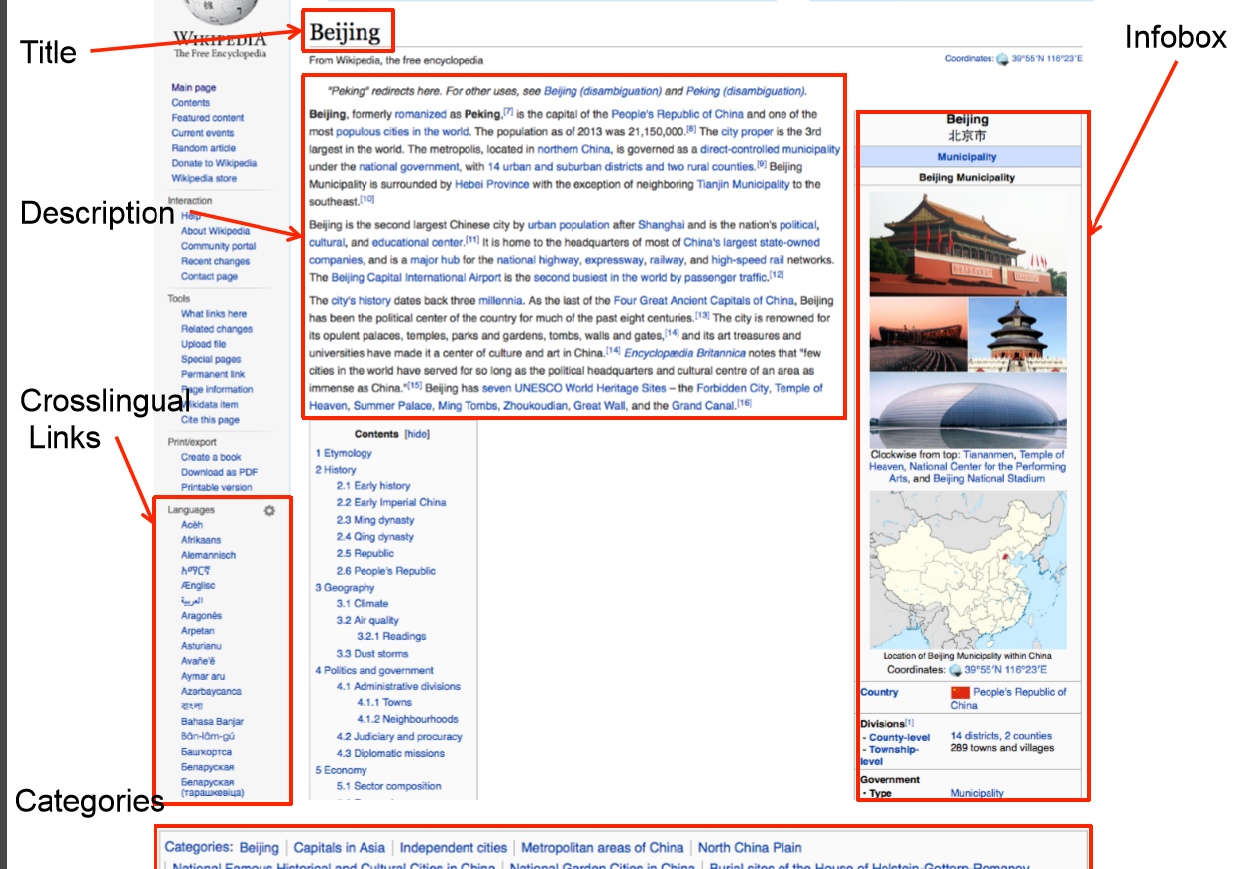 Title
Description
Crosslingual
Links
Categories
Infobox
WIKIPEDIA
The Free Encyclopedia
Main page
Contents
Featured content
Current events
Random article
Donate to Wikipedia
Wikipedia store
Interaction
Help
About Wikipedia
Community portal
Recent changes
Contact page
Tools
What links here
Related changes
Upload file
Special pages
Permanent link
Page information
Wikidata item
Cite this page
Print/export
Create a book
Download as PDF
Printable version
Languages
Acèh
Afrikaans
Alemannisch
አማርኛ
Ænglisc
العربية
Aragonés
Arpetan
Asturianu
Avañe'ẽ
Aymar aru
Azərbaycanca
বাংলা
Bahasa Banjar
Bân-lâm-gú
Башҡортса
Беларуская
Беларуская
(тарашкевіца)
Beijing
From Wikipedia, the free encyclopedia
Coordinates: 39°55′N 116°23′E
"Peking" redirects here. For other uses, see Beijing (disambiguation) and Peking (disambiguation).
Beijing, formerly romanized as Peking,[7] is the capital of the People's Republic of China and one of the
most populous cities in the world. The population as of 2013 was 21,150,000.[8] The city proper is the 3rd
largest in the world. The metropolis, located in northern China, is governed as a direct-controlled municipality
under the national government, with 14 urban and suburban districts and two rural counties.[9] Beijing
Municipality is surrounded by Hebei Province with the exception of neighboring Tianjin Municipality to the
southeast.[10]
Beijing is the second largest Chinese city by urban population after Shanghai and is the nation's political,
cultural, and educational center.[11] It is home to the headquarters of most of China's largest state-owned
companies, and is a major hub for the national highway, expressway, railway, and high-speed rail networks.
The Beijing Capital International Airport is the second busiest in the world by passenger traffic.[12]
The city's history dates back three millennia. As the last of the Four Great Ancient Capitals of China, Beijing
has been the political center of the country for much of the past eight centuries.[13] The city is renowned for
its opulent palaces, temples, parks and gardens, tombs, walls and gates,[14] and its art treasures and
universities have made it a center of culture and art in China.[14] Encyclopædia Britannica notes that "few
cities in the world have served for so long as the political headquarters and cultural centre of an area as
immense as China."[15] Beijing has seven UNESCO World Heritage Sites – the Forbidden City, Temple of
Heaven, Summer Palace, Ming Tombs, Zhoukoudian, Great Wall, and the Grand Canal.[16]
Contents [hide]
1 Etymology
2 History
2.1 Early history
2.2 Early Imperial China
2.3 Ming dynasty
2.4 Qing dynasty
2.5 Republic
2.6 People's Republic
3 Geography
3.1 Climate
3.2 Air quality
3.2.1 Readings
3.3 Dust storms
4 Politics and government
4.1 Administrative divisions
4.1.1 Towns
4.1.2 Neighbourhoods
4.2 Judiciary and procuracy
4.3 Diplomatic missions
5 Economy
5.1 Sector composition
Beijing
北京市
Municipality
Beijing Municipality
Clockwise from top: Tiananmen, Temple of
Heaven, National Center for the Performing
Arts, and Beijing National Stadium
Location of Beijing Municipality within China
Coordinates: 39°55′N 116°23′E
Country People's Republic of
China
Divisions[1]
- County-level 14 districts, 2 counties
- Township-level 289 towns and villages
Government
• Type Municipality
Categories: Beijing | Capitals in Asia | Independent cities | Metropolitan areas of China | North China Plain
National Famous Historical and Cultural Cities in China | National Garden Cities in China | Burial sites of the House of Holstein-Gottorp-Romanov